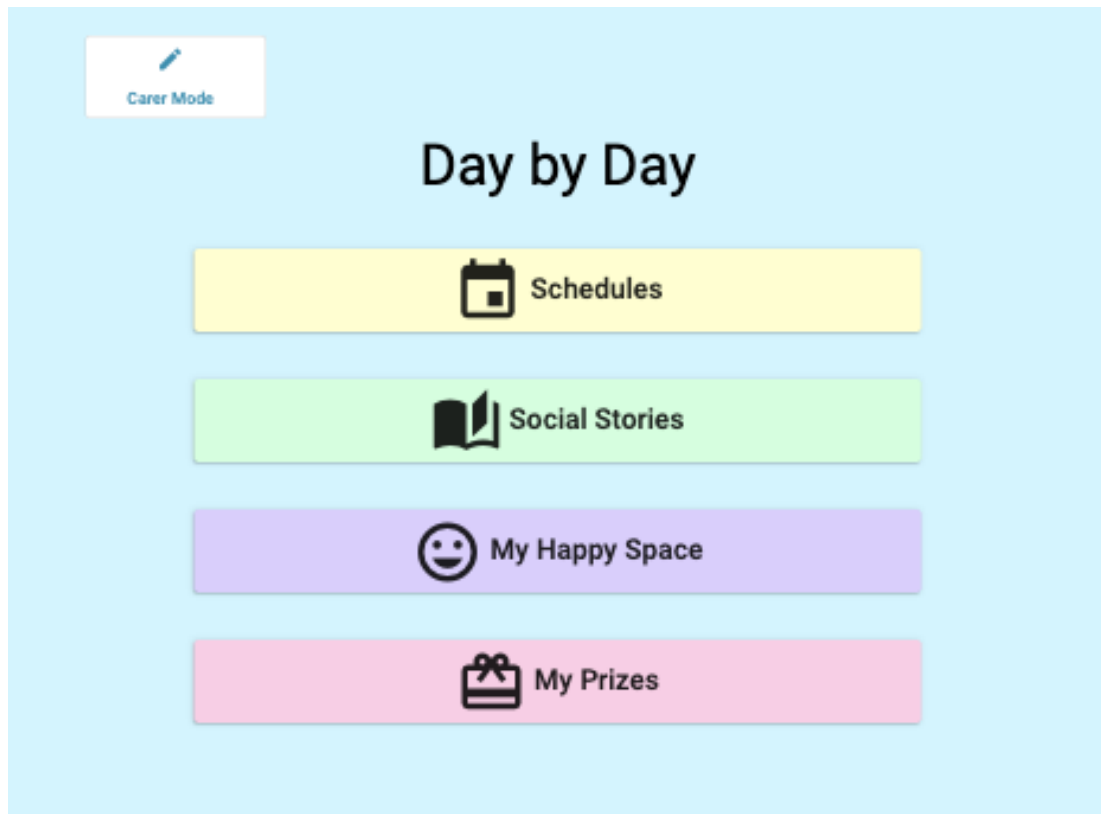 Carer Mode
Day by Day
Schedules
Social Stories
My Happy Space
My Prizes